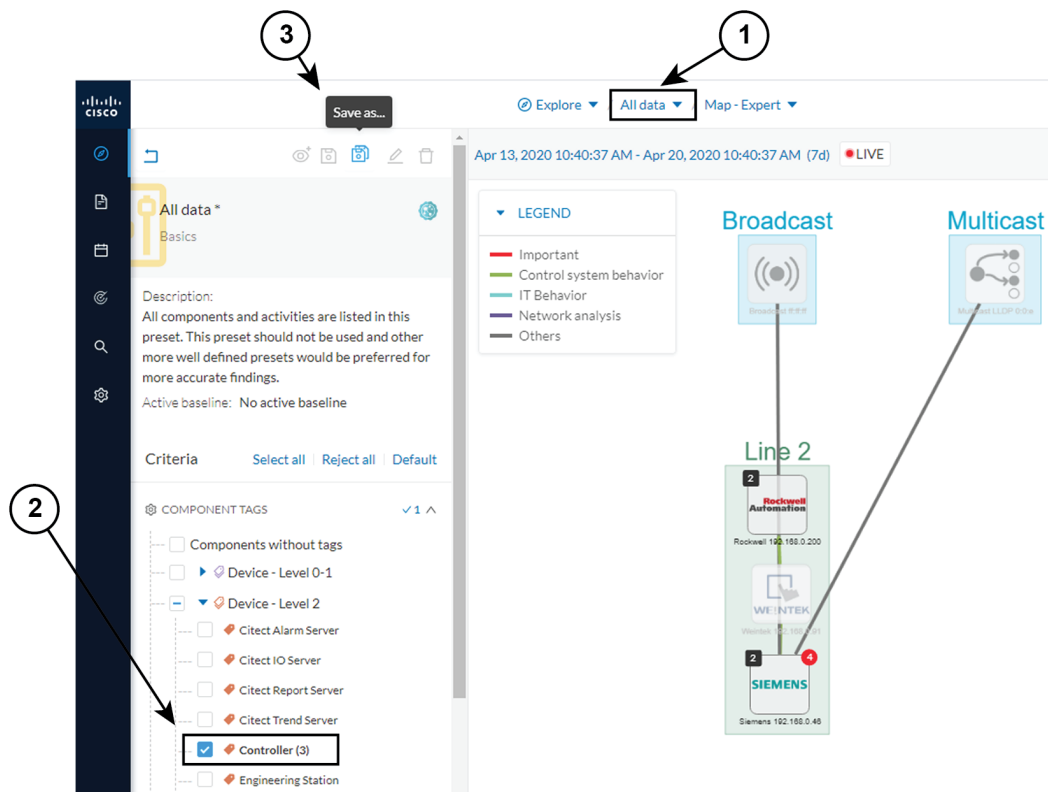 3
1
Save as...
CISCO
Explore
All data
Map - Expert
Apr 13, 2020 10:40:37 AM - Apr 20, 2020 10:40:37 AM (7d)
LIVE
All data *
Basics
Description:
All components and activities are listed in this
preset. This preset should not be used and other
more well defined presets would be preferred for
more accurate findings.
Active baseline: No active baseline
Criteria
Select all
Reject all
Default
2
COMPONENT TAGS
1
Components without tags
Device - Level 0-1
Device - Level 2
Citect Alarm Server
Citect IO Server
Citect Report Server
Citect Trend Server
Controller (3)
Engineering Station
LEGEND
Important
Control system behavior
IT Behavior
Network analysis
Others
Broadcast
Multicast
Multicast LLDP 0:0:e
Line 2
2
Rockwell
Automation
Rockwell 192.168.0.200
WEINTEK
2
4
SIEMENS
Siemens 192.168.0.46